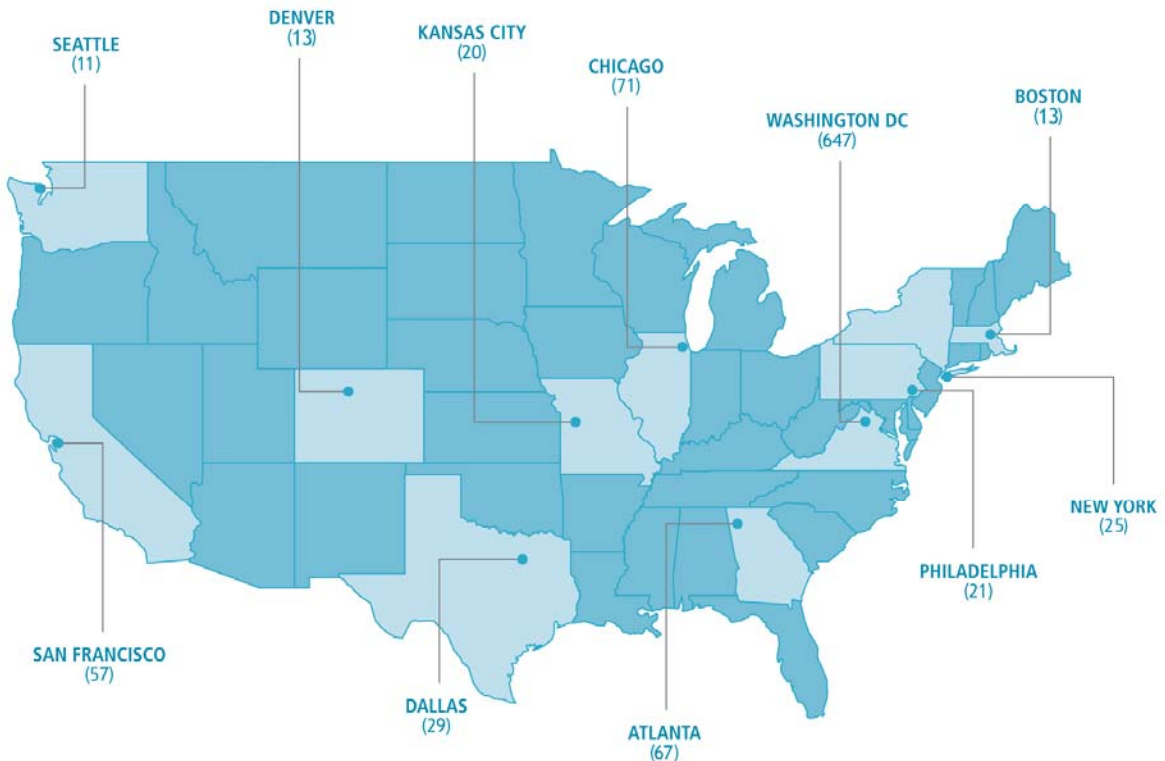 DENVER
(13)
KANSAS CITY
(20)
SEATTLE
(11)
CHICAGO
(71)
BOSTON
(13)
WASHINGTON DC
(647)
NEW YORK
(25)
PHILADELPHIA
(21)
SAN FRANCISCO
(57)
DALLAS
(29)
ATLANTA
(67)